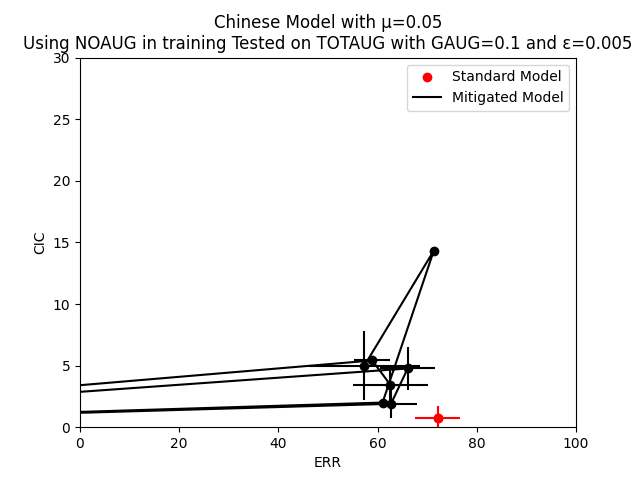 Chinese Model with μ=0.05
Using NOAUG in training Tested on TOTAUG with GAUG=0.1 and ε=0.005
30
25
20
15
10
5
0
CIC
Standard Model
Mitigated Model
0 20 40 60 80 100
ERR